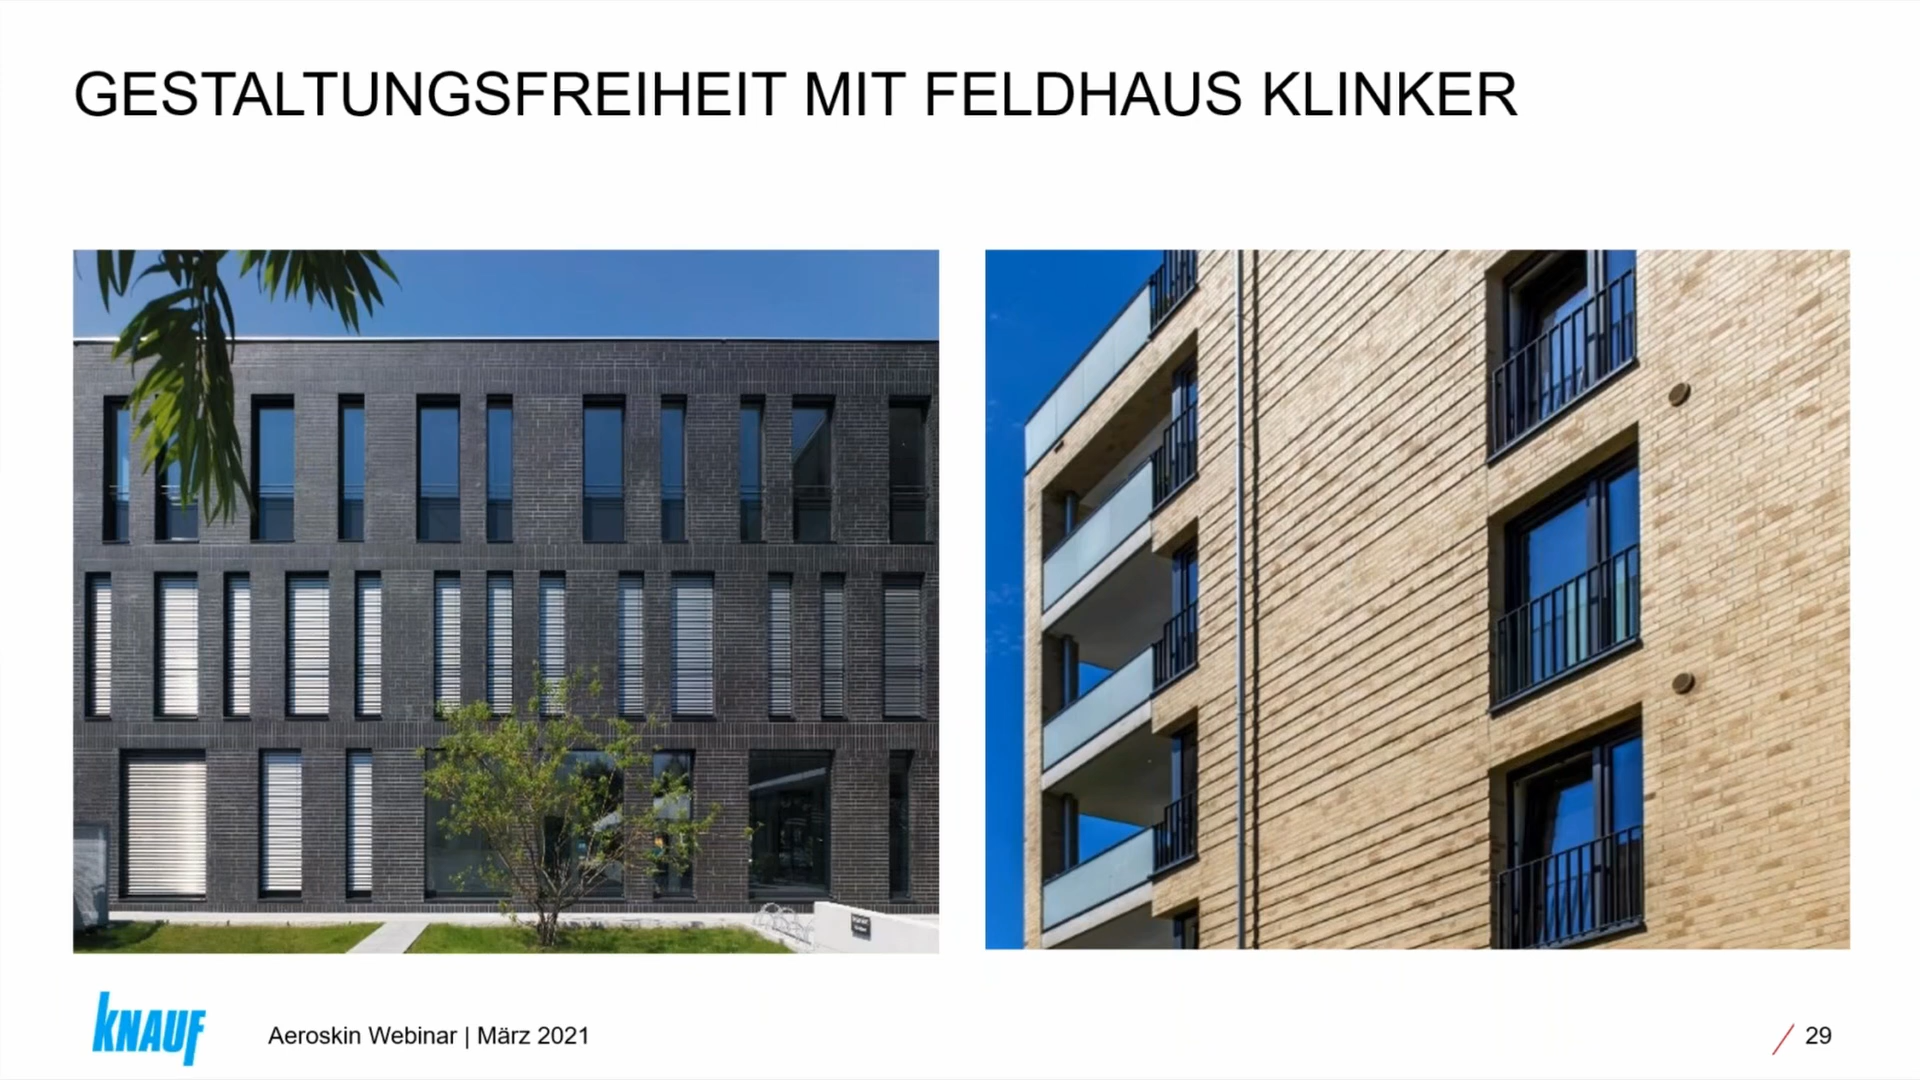 GESTALTUNGSFREIHEIT MIT FELDHAUS KLINKER
KNAUF
Aeroskin Webinar | März 2021
29